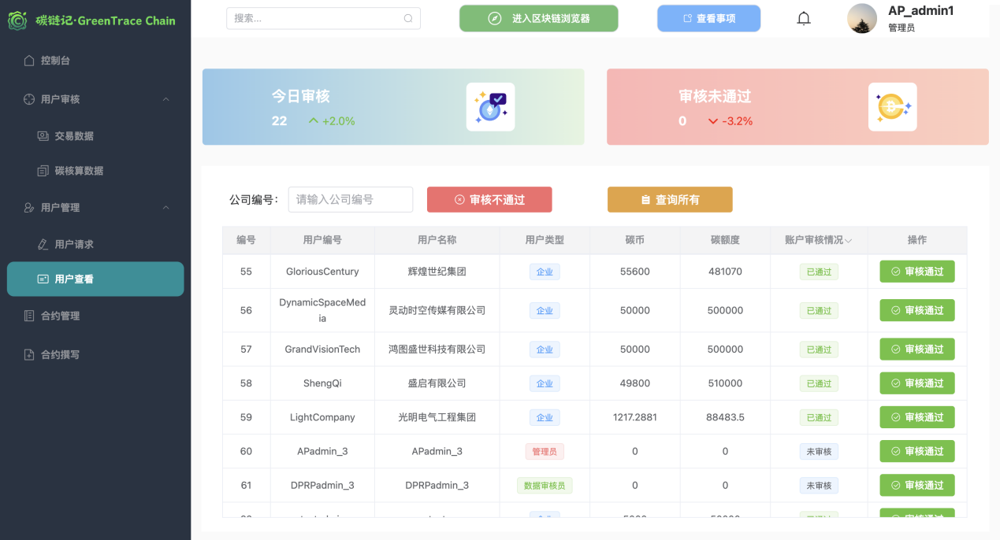 碳链记·GreenTrace Chain
搜索...
进入区块链浏览器
查看事项
AP_admin1
管理员
控制台
用户审核
交易数据
碳核算数据
用户管理
用户请求
用户查看
合约管理
合约撰写
今日审核
22 +2.0%
审核未通过
0 -3.2%
公司编号： 请输入公司编号 审核不通过 查询所有
编号 用户编号 用户名称 用户类型 碳币 碳额度 账户审核情况 操作
55 GloriousCentury 辉煌世纪集团 企业 55600 481070 已通过 审核通过
56 DynamicSpaceMed
ia 灵动时空传媒有限公司 企业 50000 500000 已通过 审核通过
57 GrandVisionTech 鸿图盛世科技有限公司 企业 50000 500000 已通过 审核通过
58 ShengQi 盛启有限公司 企业 49800 510000 已通过 审核通过
59 LightCompany 光明电气工程集团 企业 1217.2881 88483.5 已通过 审核通过
60 APadmin_3 APadmin_3 管理员 0 0 未审核 审核通过
61 DPRPadmin_3 DPRPadmin_3 数据审核员 0 0 未审核 审核通过